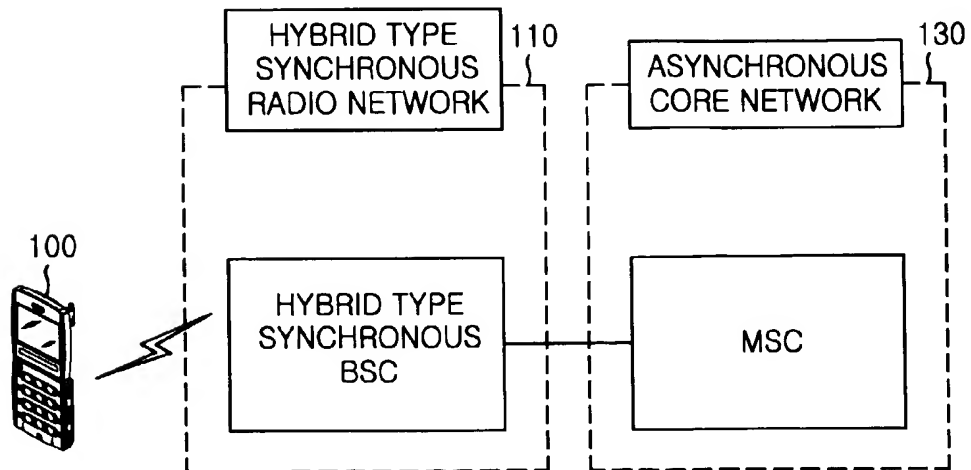 HYBRID TYPE
SYNCHRONOUS
RADIO NETWORK
110
ASYNCHRONOUS
CORE NETWORK
130
100
HYBRID TYPE
SYNCHRONOUS
BSC
MSC